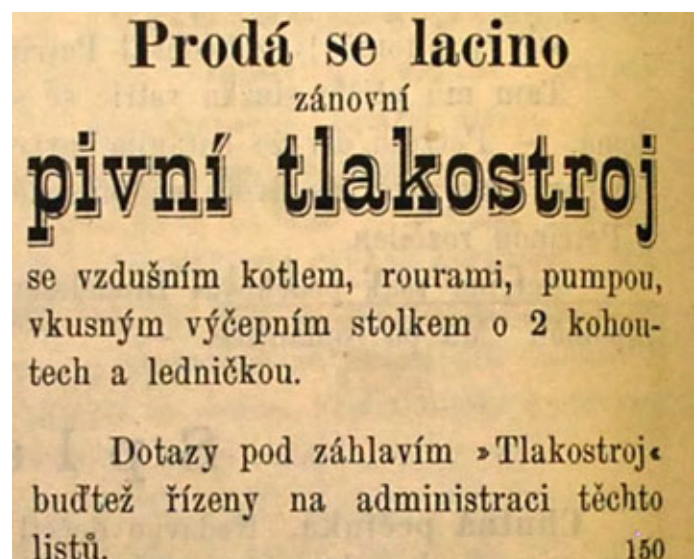 Prodá se lacino
zánovní
pivní tlakostroj
se vzdušním kotlem, rourami, pumpou,
vkusným výčepním stolkem o 2 kohou-
tech a ledničkou.
Dotazy pod záhlavím »Tlakostroj«
buďtež řízeny na administraci těchto
listů. 150